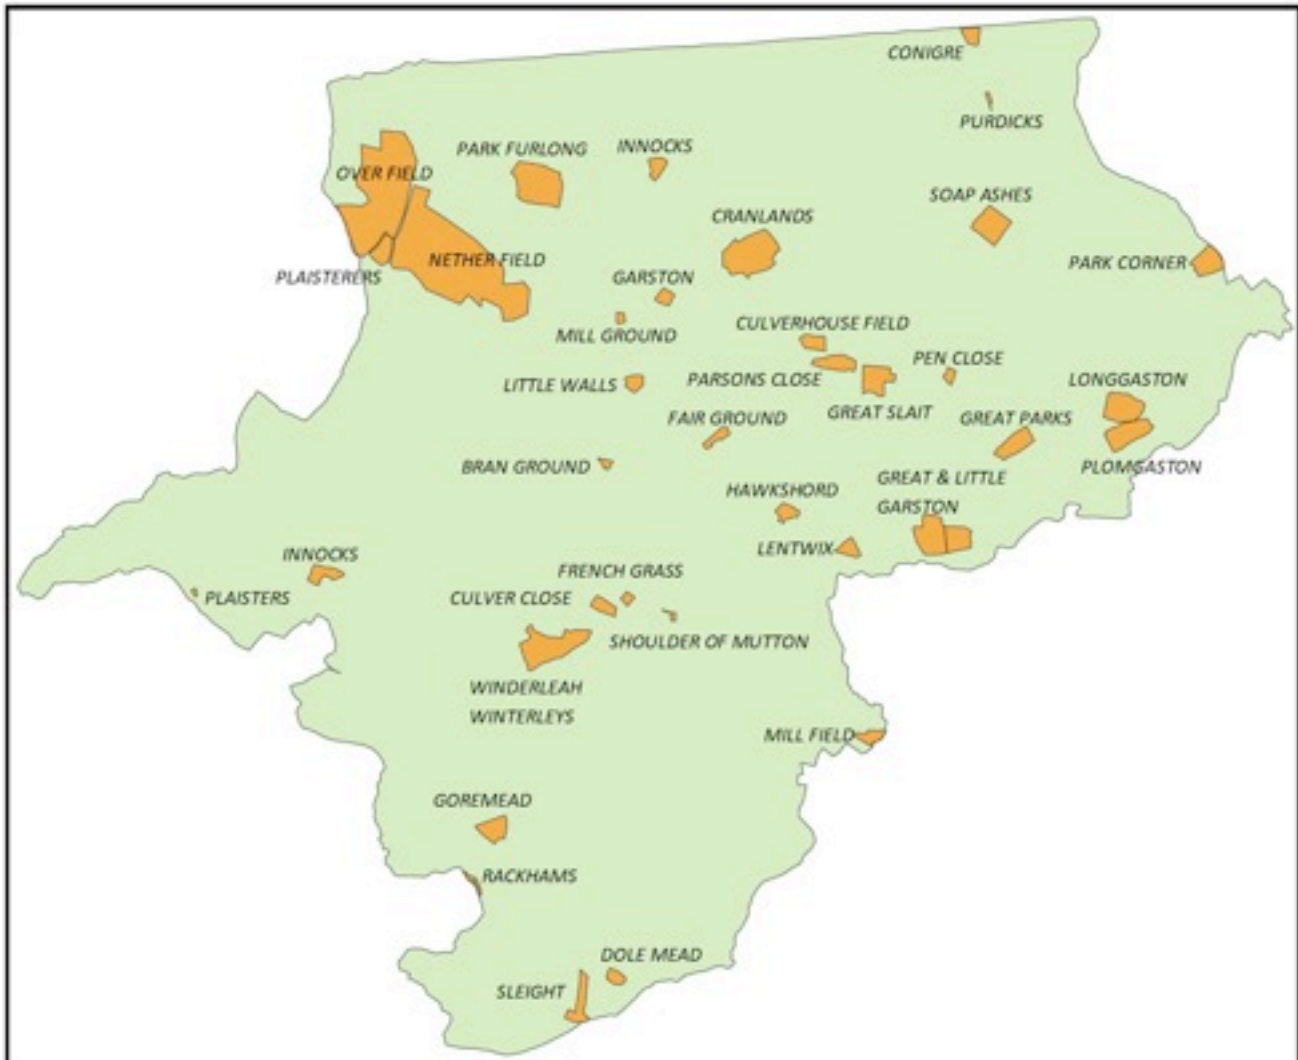 CONIGRE
PURDICKS
PARK FURLONG
INNOCKS
OVER FIELD
SOAP ASHES
CRANLANDS
NETHER FIELD
PARK CORNER
PLAISTERERS
GARSTON
CULVERHOUSE FIELD
MILL GROUND
PEN CLOSE
LITTLE WALLS
PARSONS CLOSE
LONGGASTON
GREAT SLAIT
FAIR GROUND
GREAT PARKS
BRAN GROUND
PLOMGASTON
GREAT & LITTLE
GARSTON
HAWKSHORD
LENTWIX
INNOCKS
FRENCH GRASS
PLAISTERS
CULVER CLOSE
SHOULDER OF MUTTON
WINDERLEAH
WINTERLEYS
MILL FIELD
GOREMEAD
RACKHAMS
DOLE MEAD
SLEIGHT